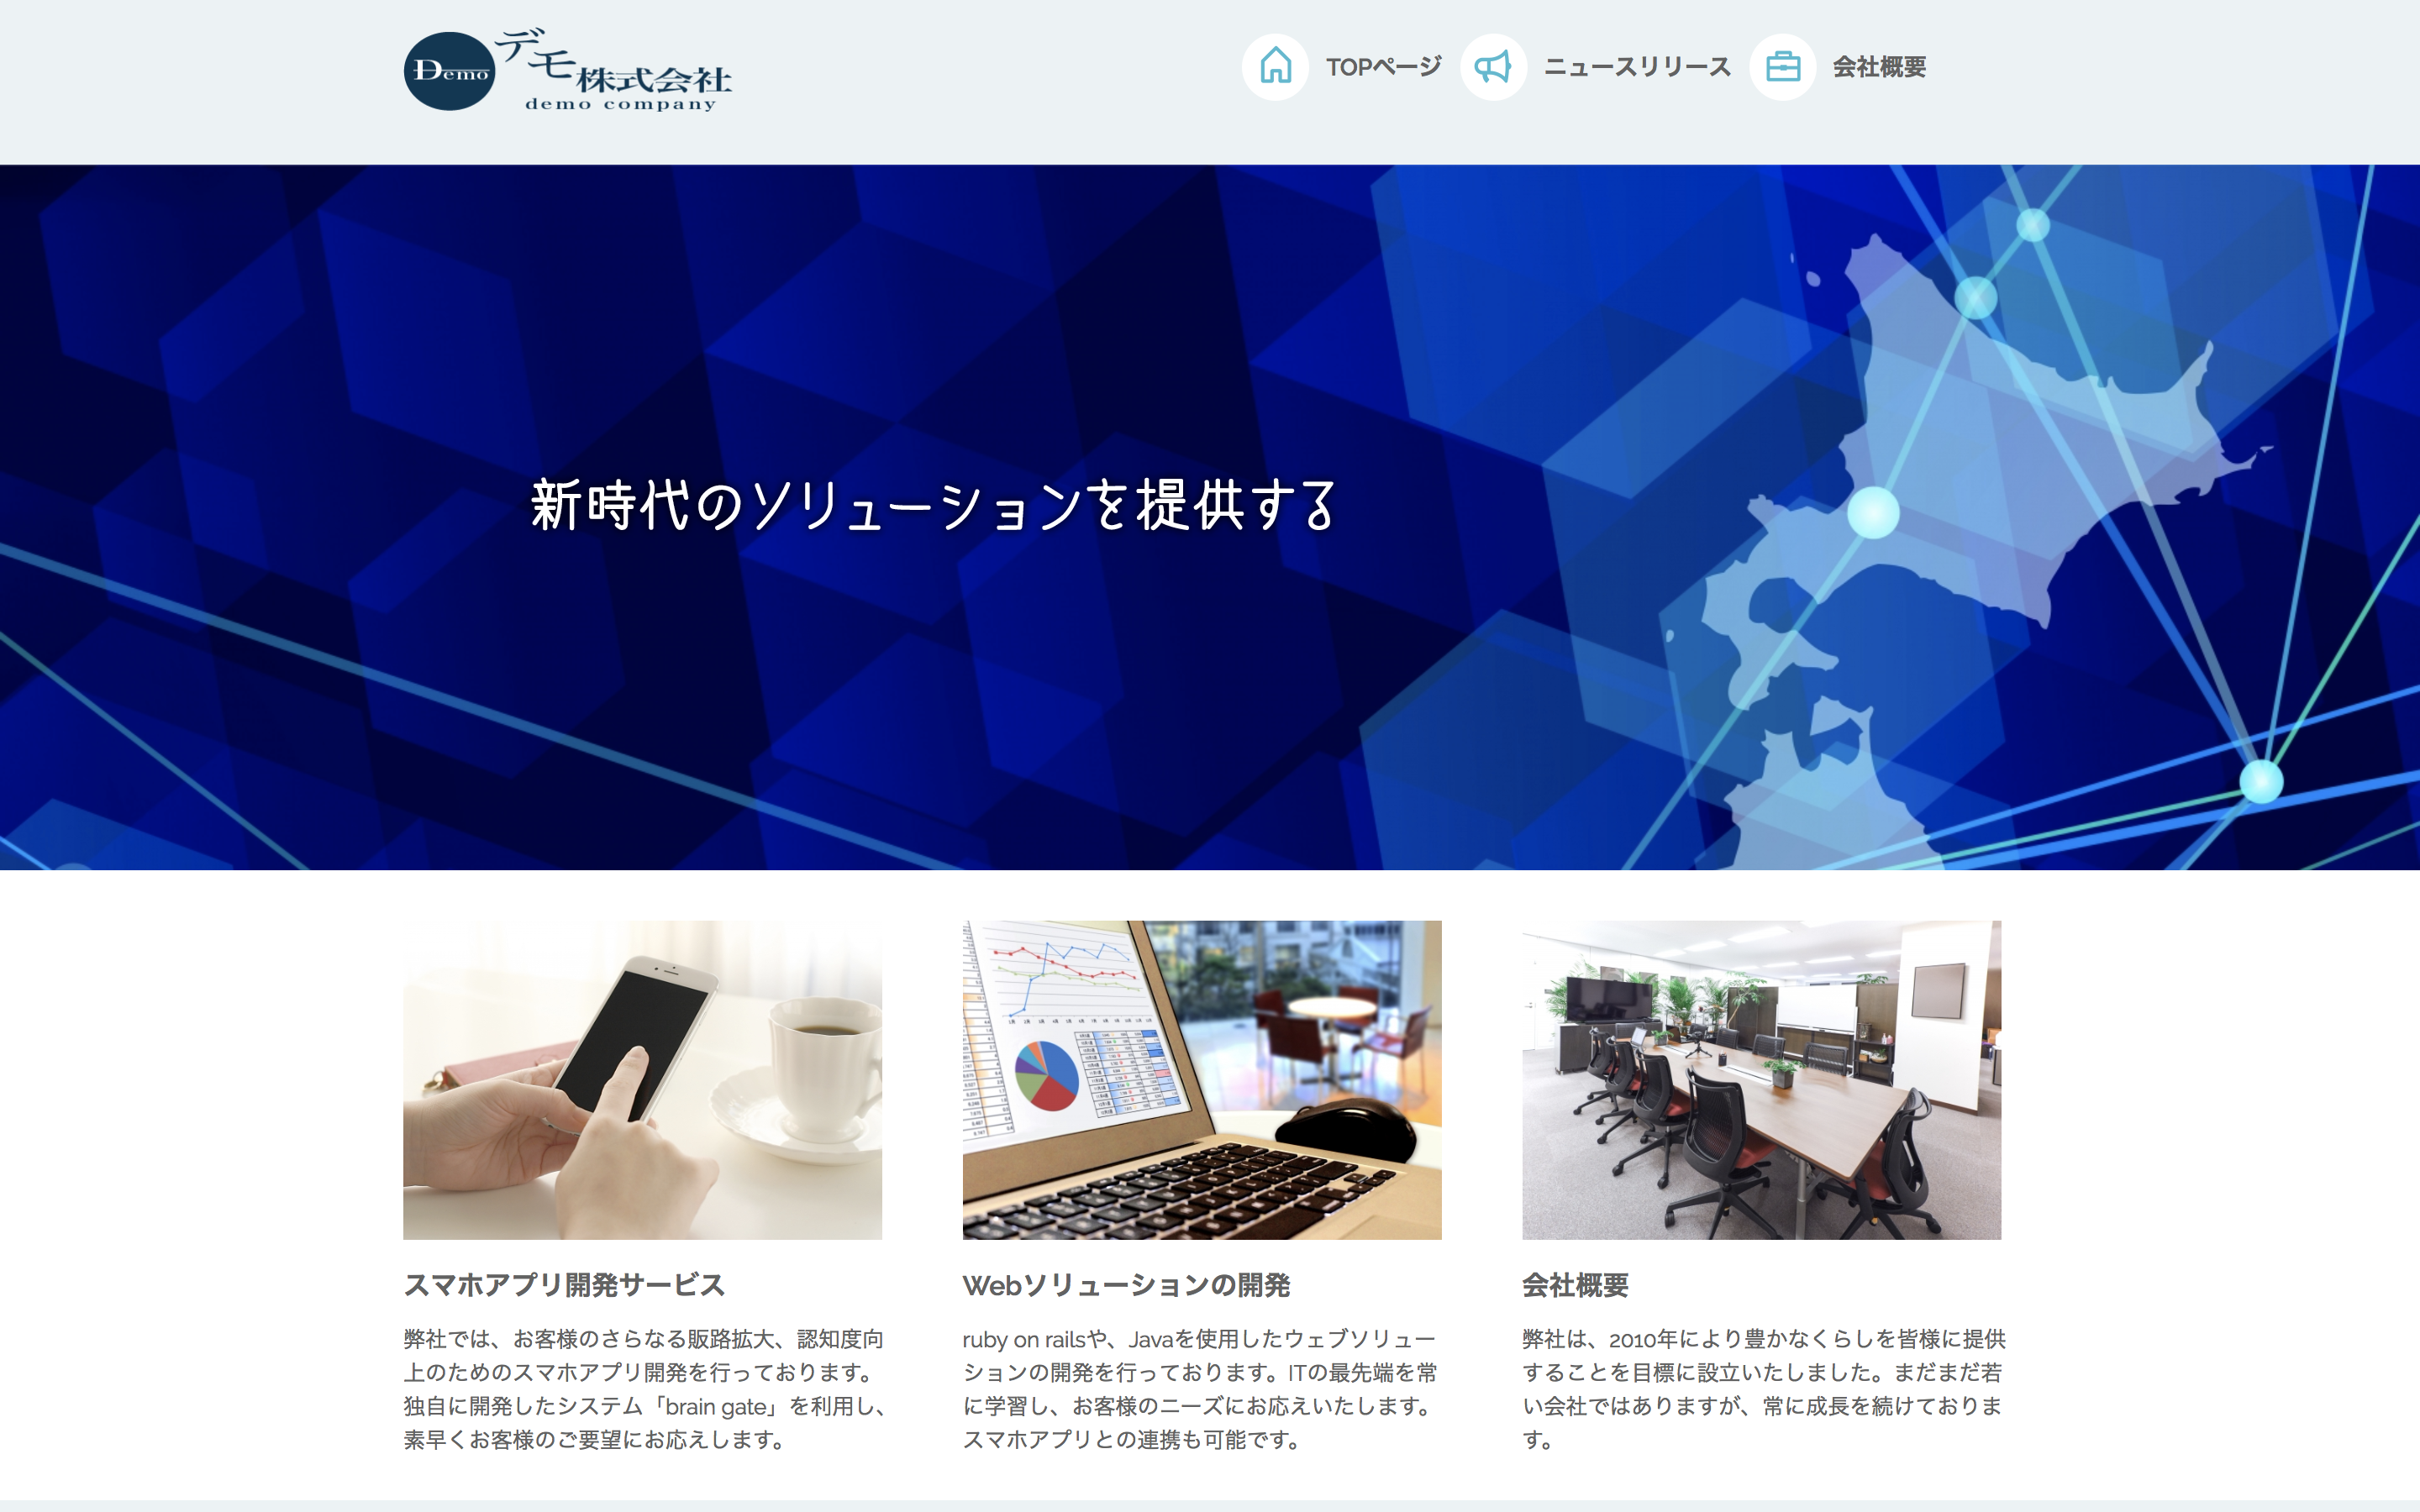 Demo
デモ株式会社
demo company
TOPページ
ニュースリリース
会社概要
新時代のソリューションを提供する
スマホアプリ開発サービス
弊社では、お客様のさらなる販路拡大、認知度向
上のためのスマホアプリ開発を行っております。
独自に開発したシステム「brain gate」を利用し、
素早くお客様のご要望にお応えします。
Webソリューションの開発
ruby on railsや、Javaを使用したウェブソリュー
ションの開発を行っております。ITの最先端を常
に学習し、お客様のニーズにお応えいたします。
スマホアプリとの連携も可能です。
会社概要
弊社は、2010年により豊かなくらしを皆様に提供
することを目標に設立いたしました。まだまだ若
い会社ではありますが、常に成長を続けておりま
す。